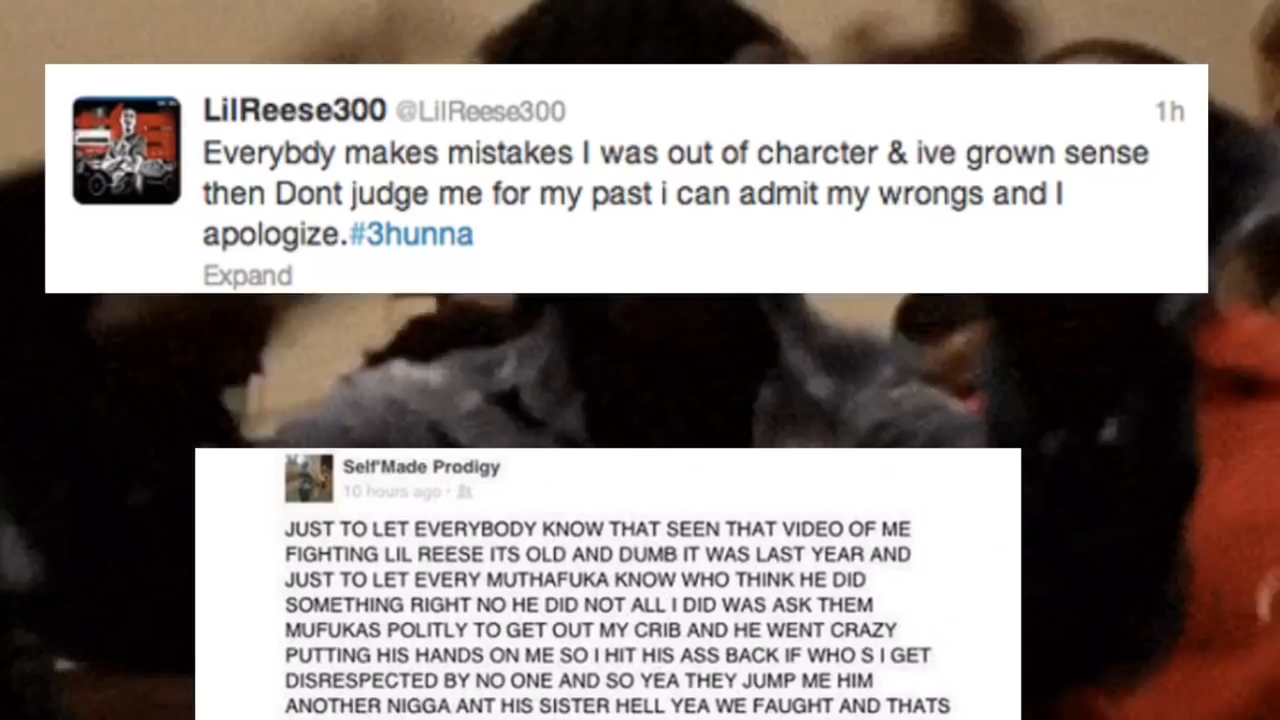 LilReese300 @LilReese300 1h
Everybdy makes mistakes I was out of charcter & ive grown sense
then Dont judge me for my past i can admit my wrongs and I
apologize.#3hunna
Expand
Self'Made Prodigy
10 hours ago ·
JUST TO LET EVERYBODY KNOW THAT SEEN THAT VIDEO OF ME
FIGHTING LIL REESE ITS OLD AND DUMB IT WAS LAST YEAR AND
JUST TO LET EVERY MUTHAFUKA KNOW WHO THINK HE DID
SOMETHING RIGHT NO HE DID NOT ALL I DID WAS ASK THEM
MUFUKAS POLITLY TO GET OUT MY CRIB AND HE WENT CRAZY
PUTTING HIS HANDS ON ME SO I HIT HIS ASS BACK IF WHO S I GET
DISRESPECTED BY NO ONE AND SO YEA THEY JUMP ME HIM
ANOTHER NIGGA ANT HIS SISTER HELL YEA WE FAUGHT AND THATS